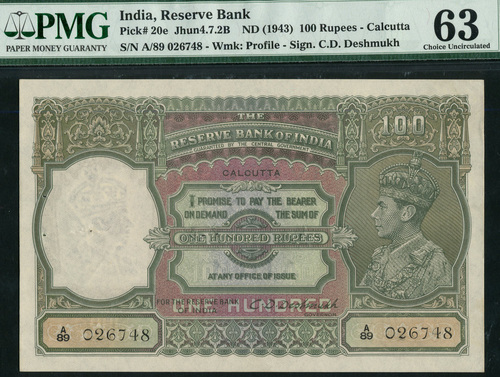 PMG
PAPER MONEY GUARANTY
India, Reserve Bank
Pick# 20e Jhun4.7.2B ND (1943) 100 Rupees - Calcutta
S/N A/89 026748 - Wmk: Profile - Sign. C.D. Deshmukh
63
Choice Uncirculated
THE
RESERVE BANK OF INDIA
GUARANTEED BY THE CENTRAL GOVERNMENT
100
CALCUTTA
I PROMISE TO PAY THE BEARER
ON DEMAND THE SUM OF
ONE HUNDRED RUPEES
AT ANY OFFICE OF ISSUE
FOR THE RESERVE BANK
OF INDIA
C D Deshmukh
ONE HUNDRED
A/89 026748
A/89 026748